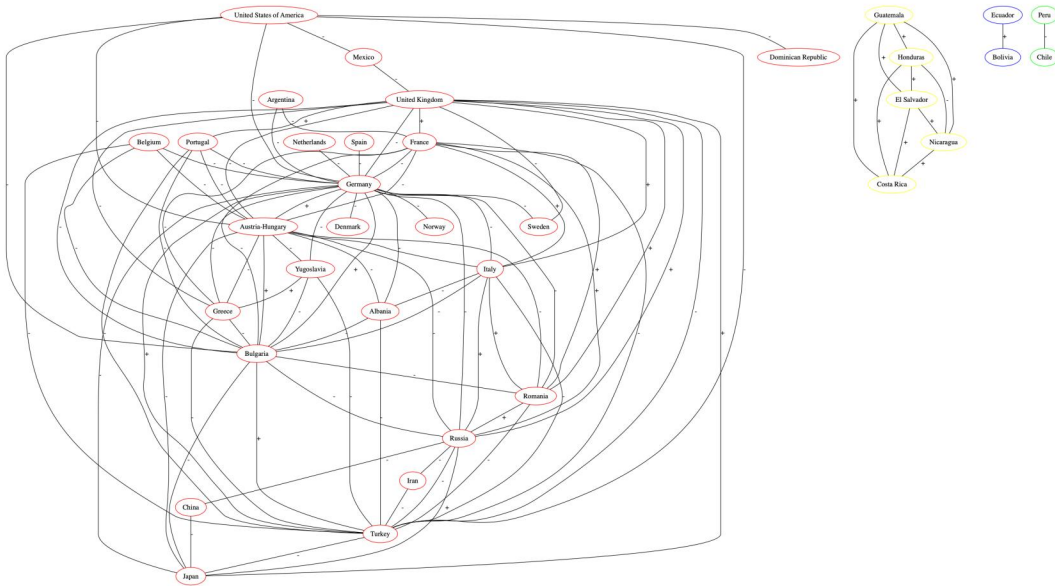 United States of America
Guatemala
Ecuador
Peru
Mexico
Dominican Republic
Honduras
Bolivia
Chile
Argentina
United Kingdom
El Salvador
Belgium
Portugal
Netherlands
Spain
France
Nicaragua
Germany
Costa Rica
Austria-Hungary
Denmark
Norway
Sweden
Yugoslavia
Italy
Greece
Albania
Bulgaria
Romania
Russia
Iran
China
Turkey
Japan